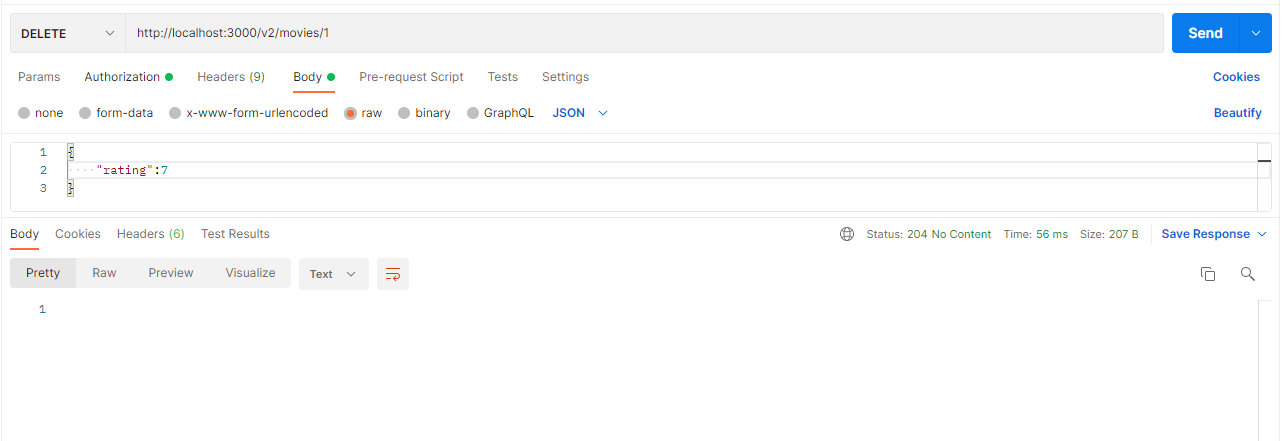 DELETE http://localhost:3000/v2/movies/1 Send
Params Authorization Headers (9) Body Pre-request Script Tests Settings Cookies
none form-data x-www-form-urlencoded raw binary GraphQL JSON Beautify
1 {
2 "rating":7
3 }
Body Cookies Headers (6) Test Results Status: 204 No Content Time: 56 ms Size: 207 B Save Response
Pretty Raw Preview Visualize Text
1